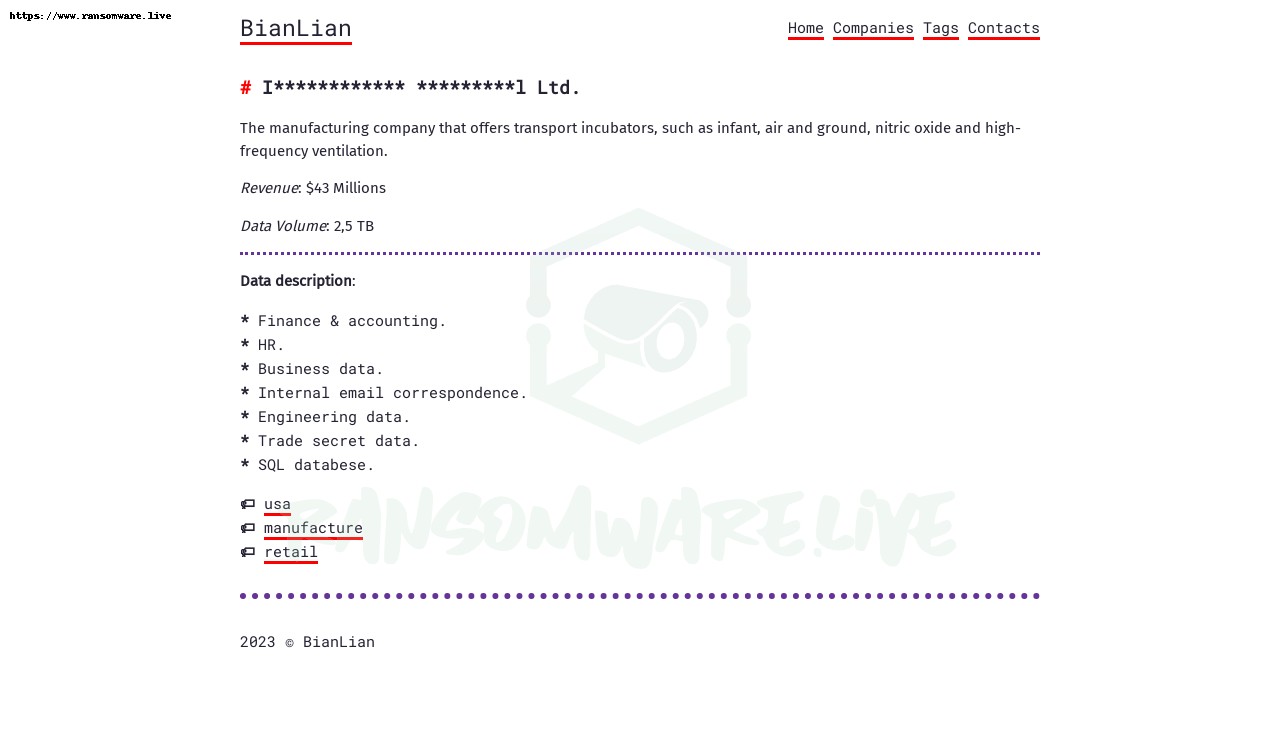 https://www.ransomware.live
BianLian
Home Companies Tags Contacts
# I************ *********l Ltd.
The manufacturing company that offers transport incubators, such as infant, air and ground, nitric oxide and high-
frequency ventilation.
Revenue: $43 Millions
Data Volume: 2,5 TB
Data description:
* Finance & accounting.
* HR.
* Business data.
* Internal email correspondence.
* Engineering data.
* Trade secret data.
* SQL databese.
usa
manufacture
retail
RANSOMWARE.LIVE
2023 © BianLian